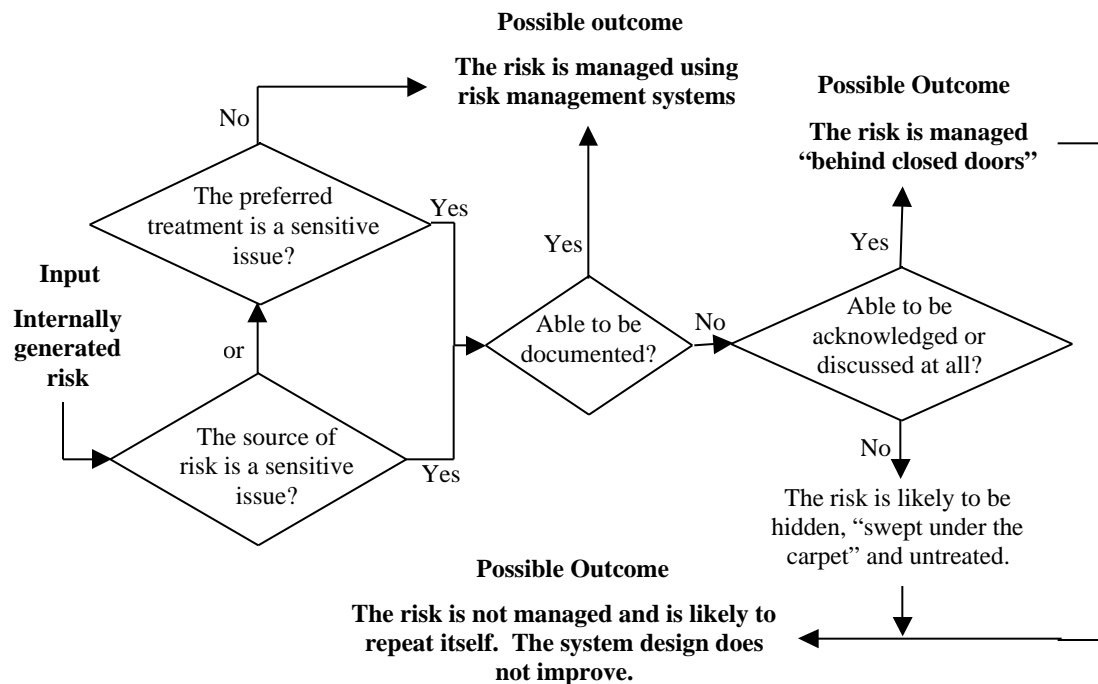 Possible outcome
The risk is managed using
risk management systems
Possible Outcome
The risk is managed
“behind closed doors”
No
The preferred
treatment is a sensitive
issue?
Yes
Input
Internally
generated
risk
or
The source of
risk is a sensitive
issue?
Yes
Yes
Able to be
documented?
No
Yes
Able to be
acknowledged or
discussed at all?
No
The risk is likely to be
hidden, “swept under the
carpet” and untreated.
Possible Outcome
The risk is not managed and is likely to
repeat itself.  The system design does
not improve.